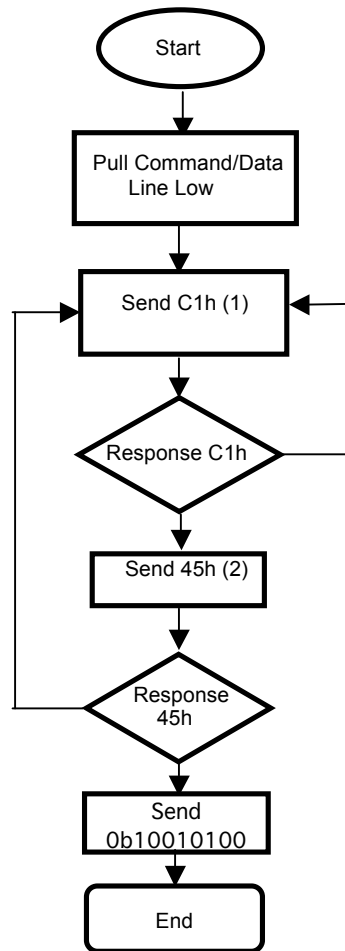 Start
Pull Command/Data
Line Low
Send C1h (1)
Response C1h
Send 45h (2)
Response
45h
Send
0b10010100
End